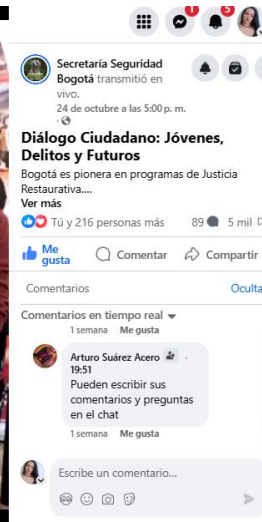 1
5
Secretaría Seguridad
Bogotá transmitió en
vivo.
24 de octubre a las 5:00 p. m.
·
Diálogo Ciudadano: Jóvenes,
Delitos y Futuros
Bogotá es pionera en programas de Justicia
Restaurativa....
Ver más
Tú y 216 personas más 89 5 mil
Me
gusta
Comentar
Compartir
Comentarios Oculta
Comentarios en tiempo real
1 semana Me gusta
Arturo Suárez Acero ·
19:51
Pueden escribir sus
comentarios y preguntas
en el chat
1 semana Me gusta
Escribe un comentario...